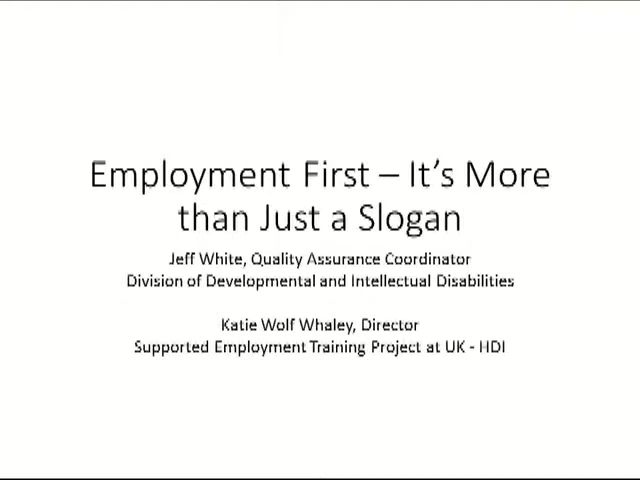 Employment First – It's More
than Just a Slogan
Jeff White, Quality Assurance Coordinator
Division of Developmental and Intellectual Disabilities
Katie Wolf Whaley, Director
Supported Employment Training Project at UK - HDI